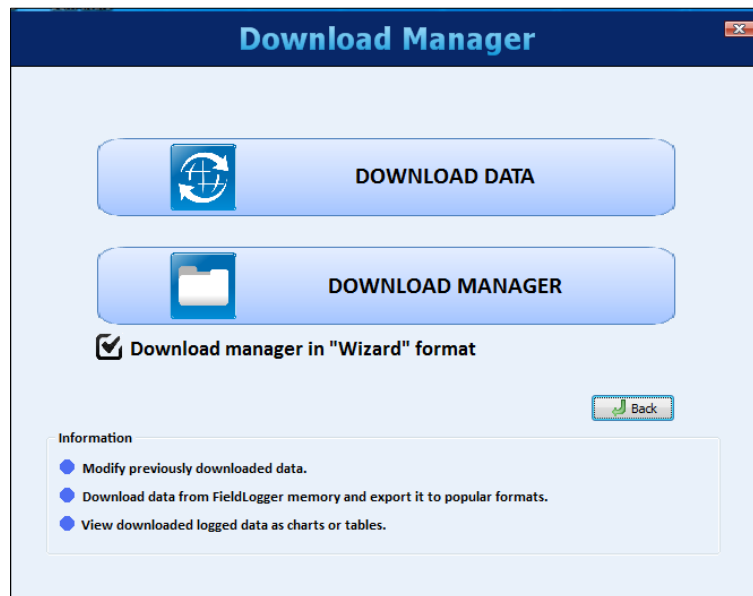 Download Manager
DOWNLOAD DATA
DOWNLOAD MANAGER
Download manager in "Wizard" format
Back
Information
Modify previously downloaded data.
Download data from FieldLogger memory and export it to popular formats.
View downloaded logged data as charts or tables.